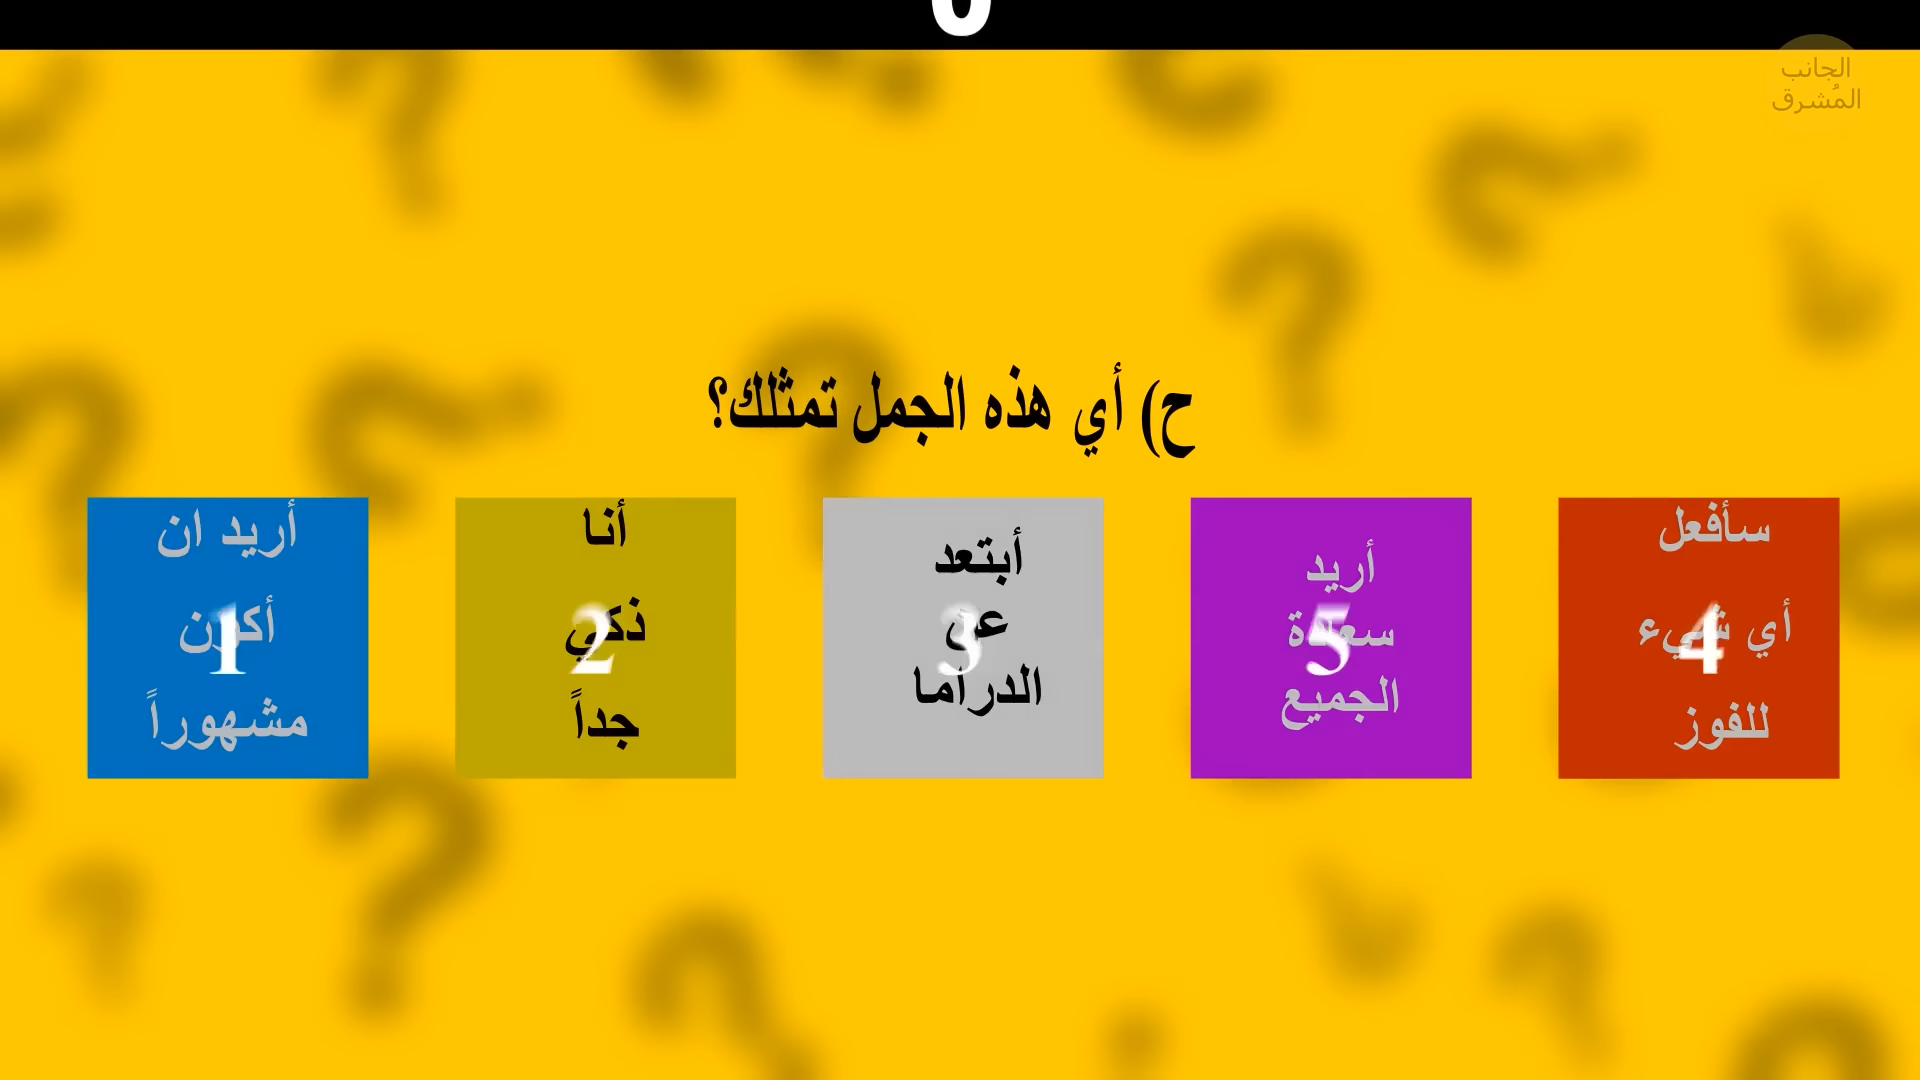 0
الجانب
المُشرق
ح) أي هذه الجمل تمثلك؟
أريد ان
أكون
مشهوراً
1
أنا
ذكي
جداً
2
أبتعد
عن
الدراما
3
أريد
سعادة
الجميع
5
سأفعل
أي شيء
للفوز
4